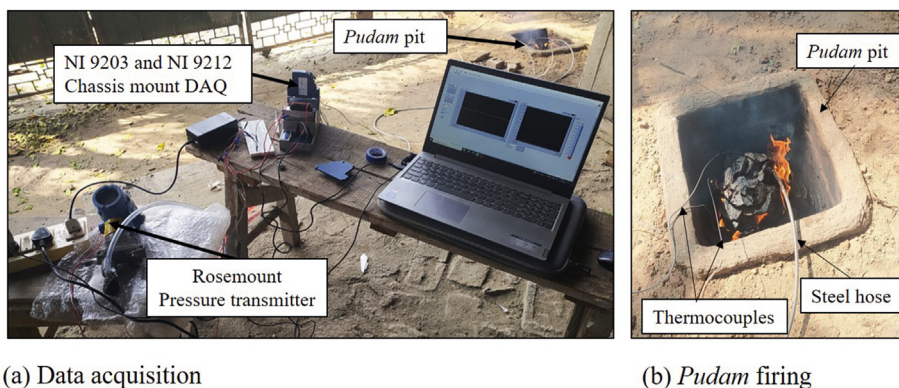 Pudam pit
NI 9203 and NI 9212
Chassis mount DAQ
Rosemount
Pressure transmitter
Pudam pit
Thermocouples
Steel hose
(a) Data acquisition
(b) Pudam firing